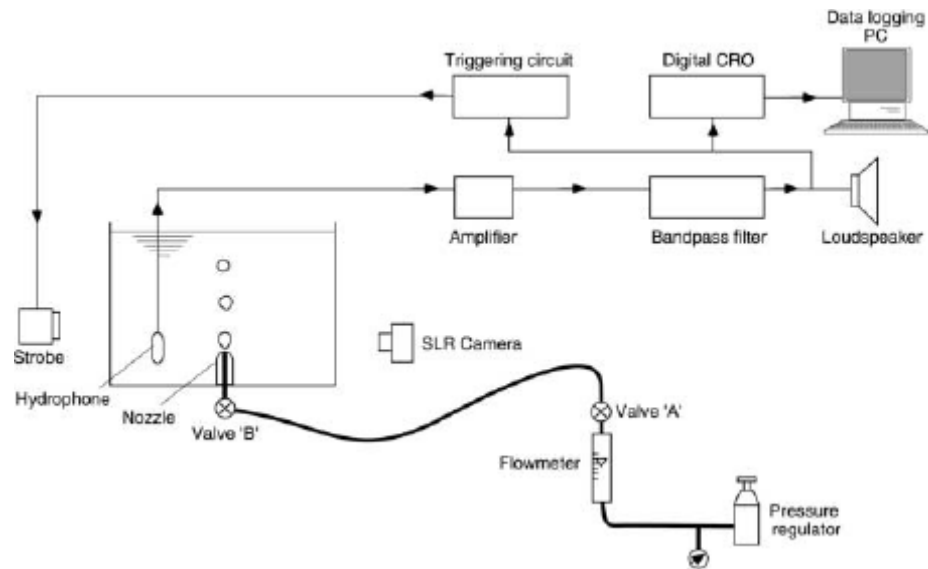 Data logging
PC
Triggering circuit
Digital CRO
Amplifier
Bandpass filter
Loudspeaker
Strobe
SLR Camera
Hydrophone
Nozzle
Valve 'B'
Valve 'A'
Flowmeter
Pressure
regulator